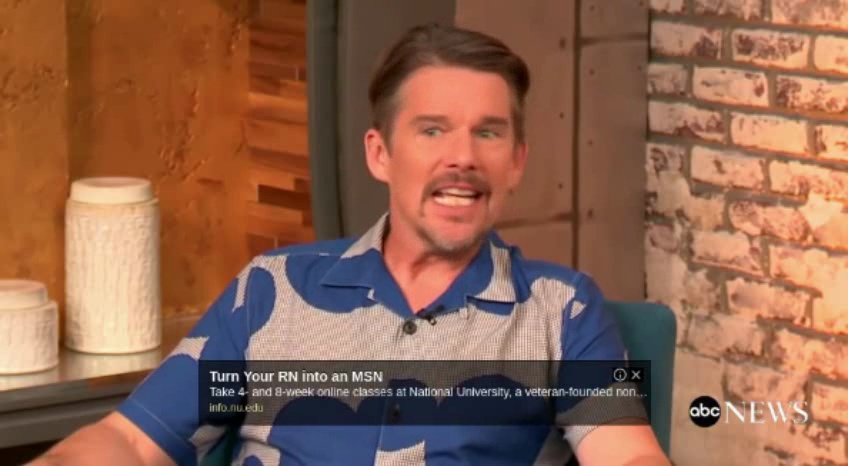 Turn Your RN into an MSN
Take 4- and 8-week online classes at National University, a veteran-founded non...
info.nu.edu
abc NEWS